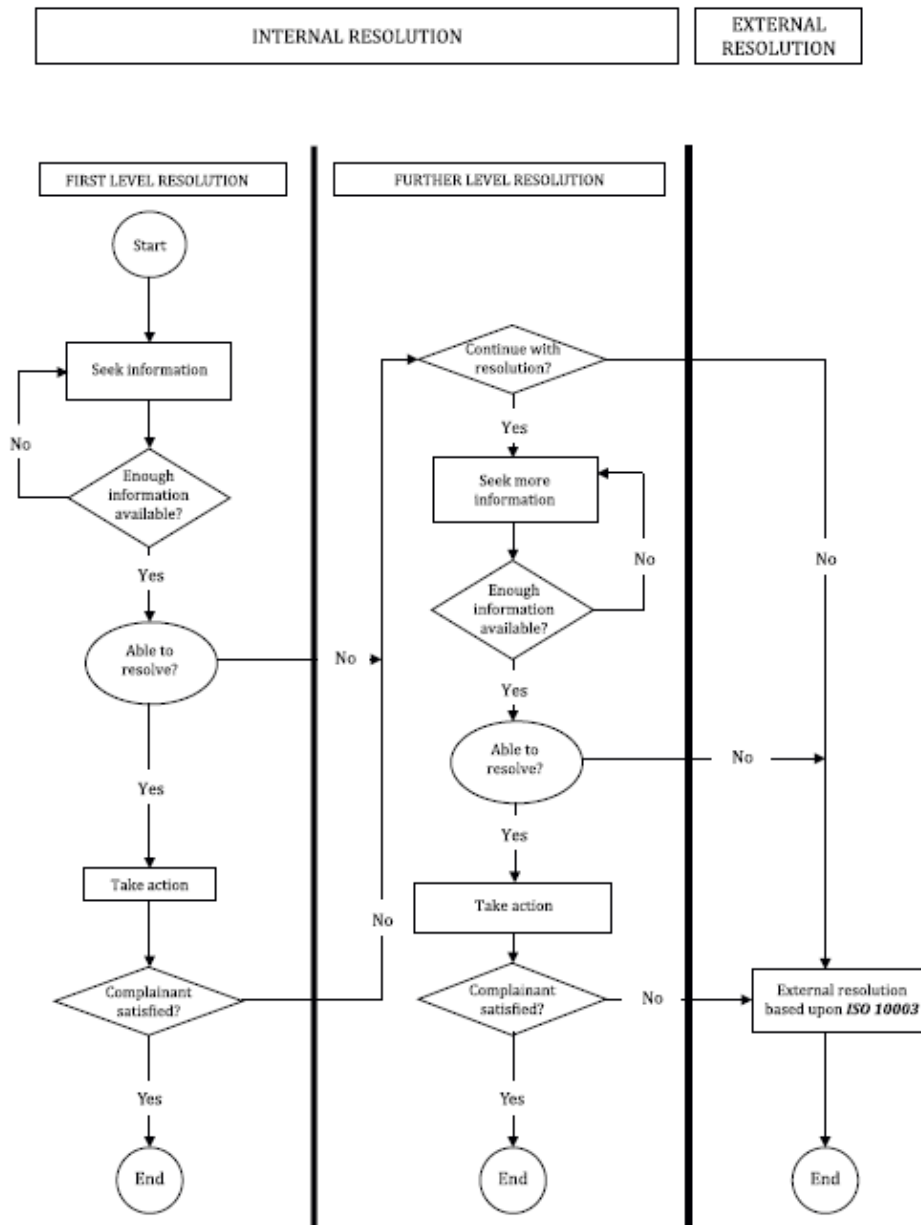 INTERNAL RESOLUTION
EXTERNAL
RESOLUTION
FIRST LEVEL RESOLUTION
Start
Seek information
No
Enough
information
available?
Yes
Able to
resolve?
No
Yes
Take action
No
Complainant
satisfied?
Yes
End
FURTHER LEVEL RESOLUTION
Continue with
resolution?
Yes
Seek more
information
No
Enough
information
available?
Yes
Able to
resolve?
No
Yes
Take action
Complainant
satisfied?
No
Yes
End
No
External resolution
based upon ISO 10003
End